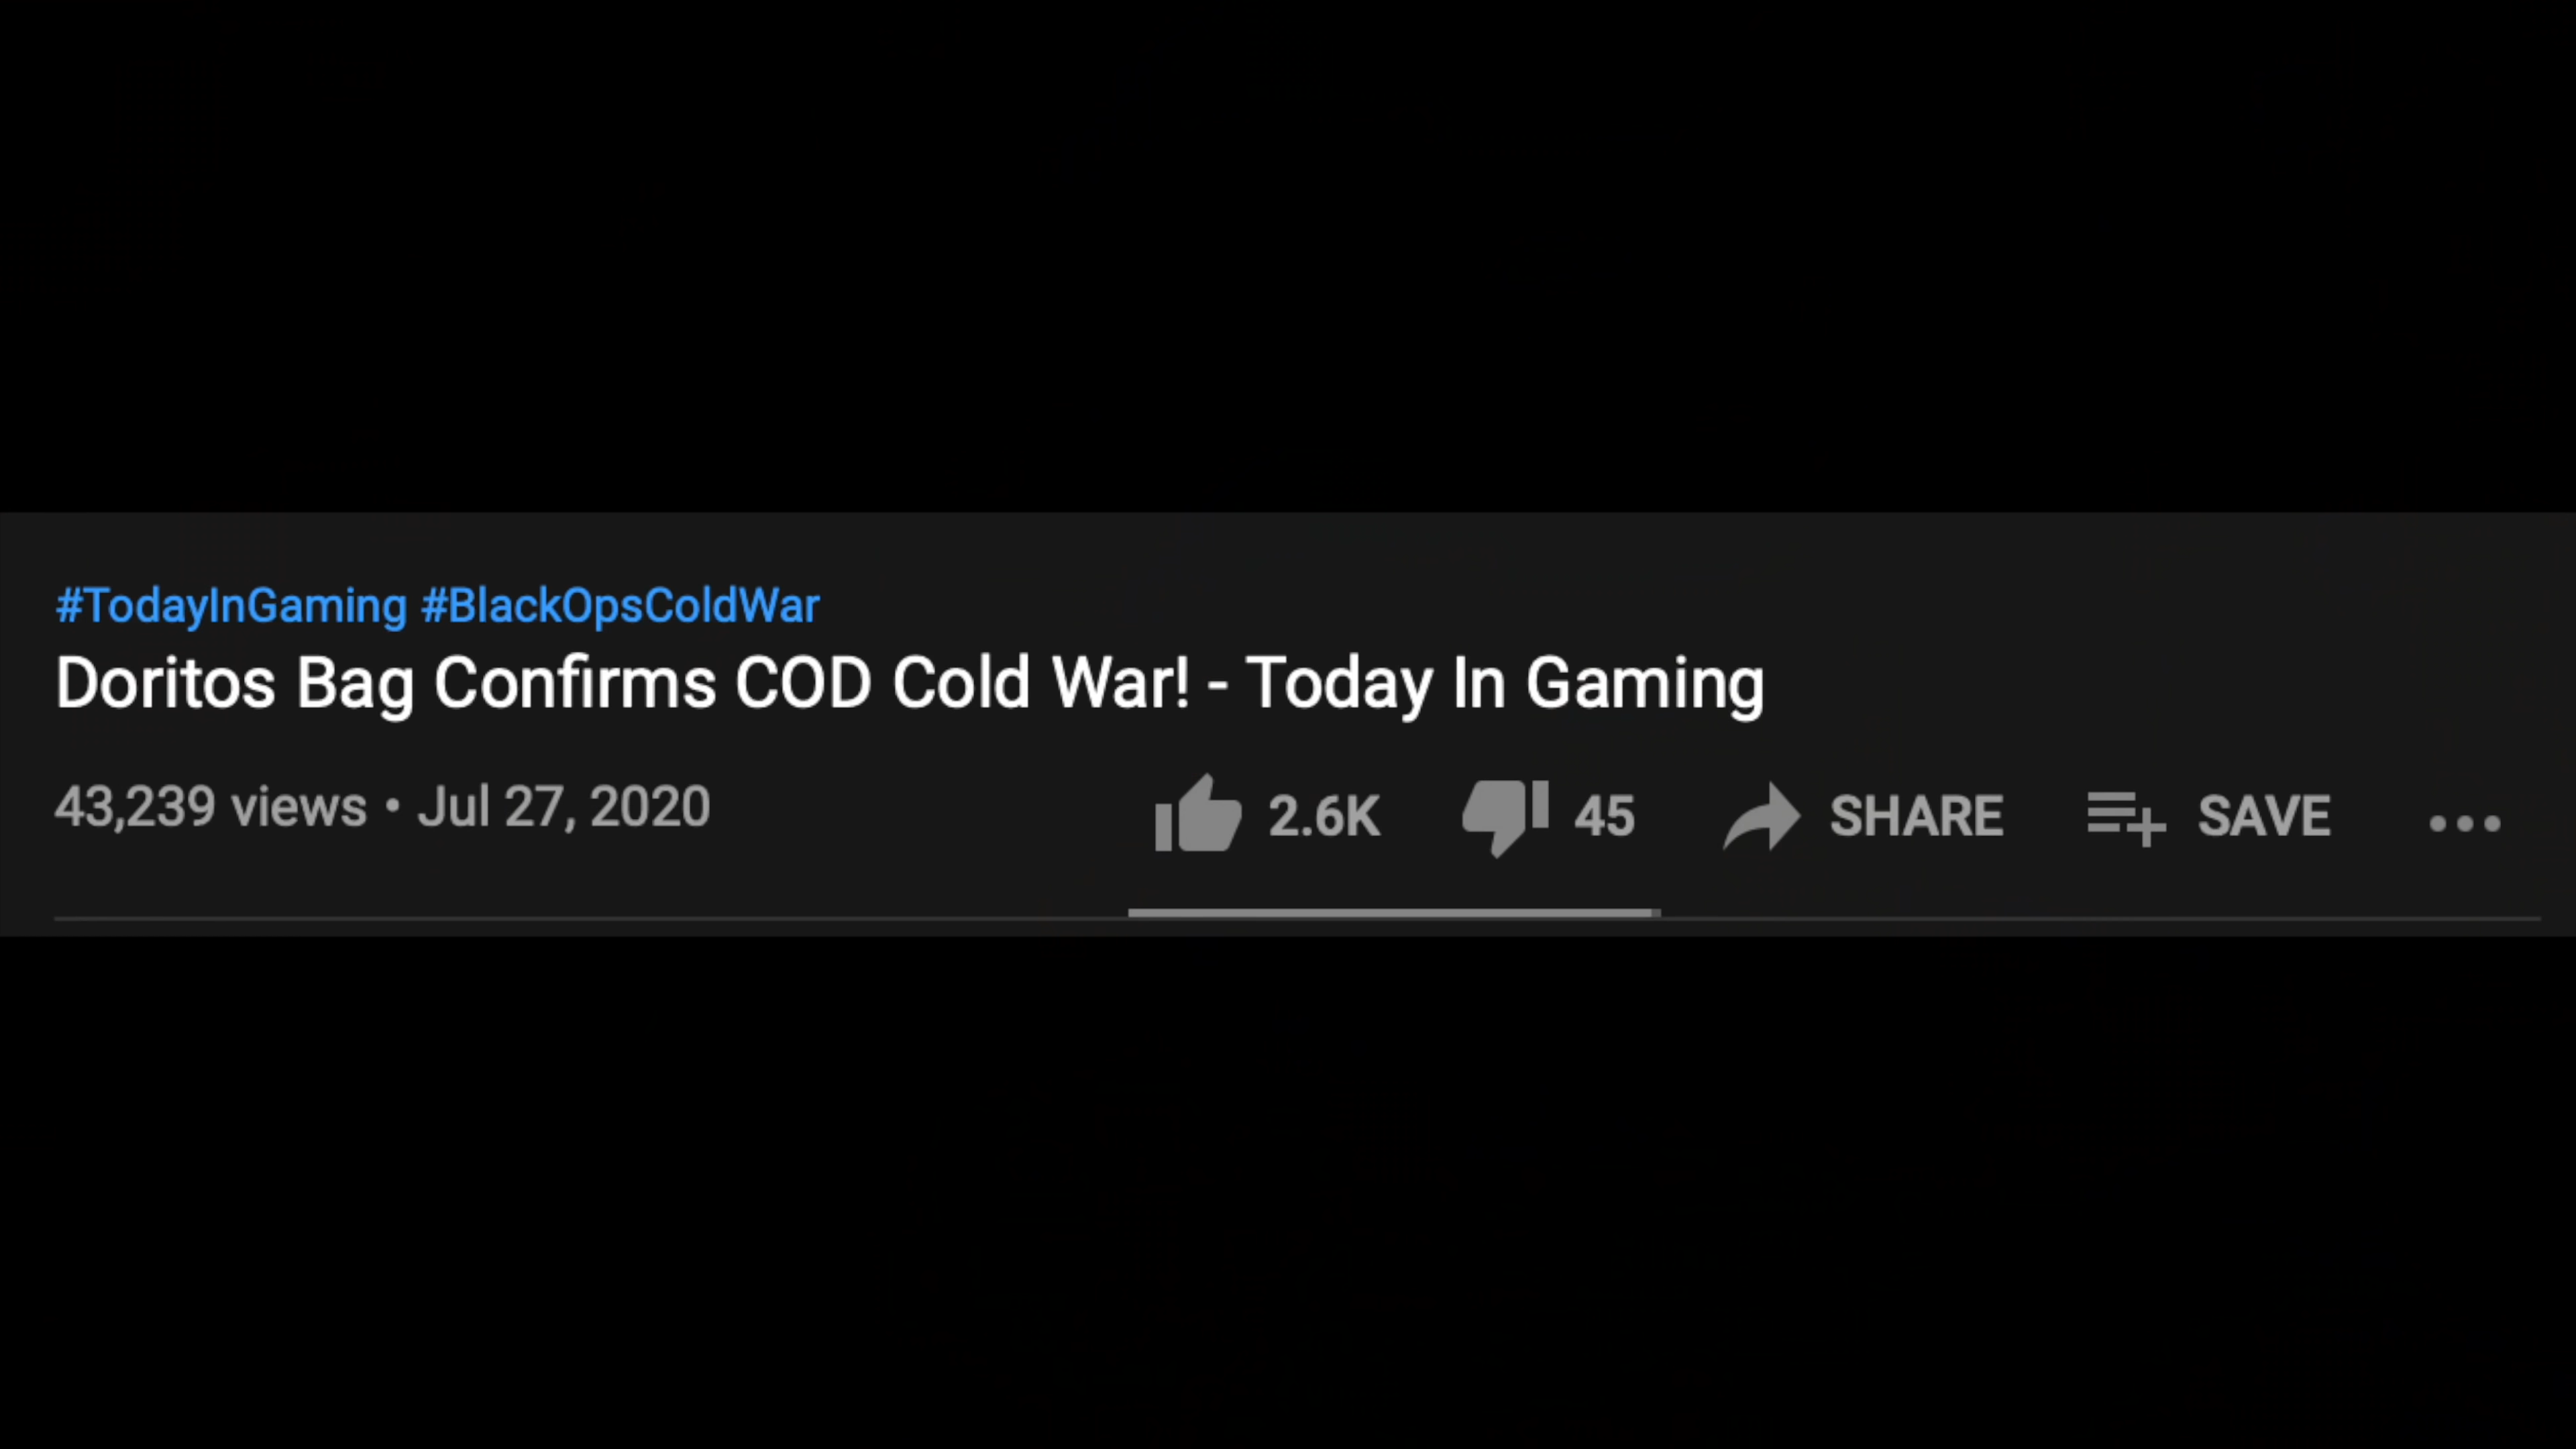 #TodayInGaming #BlackOpsColdWar
Doritos Bag Confirms COD Cold War! - Today In Gaming
43,239 views • Jul 27, 2020 2.6K 45 SHARE SAVE ...